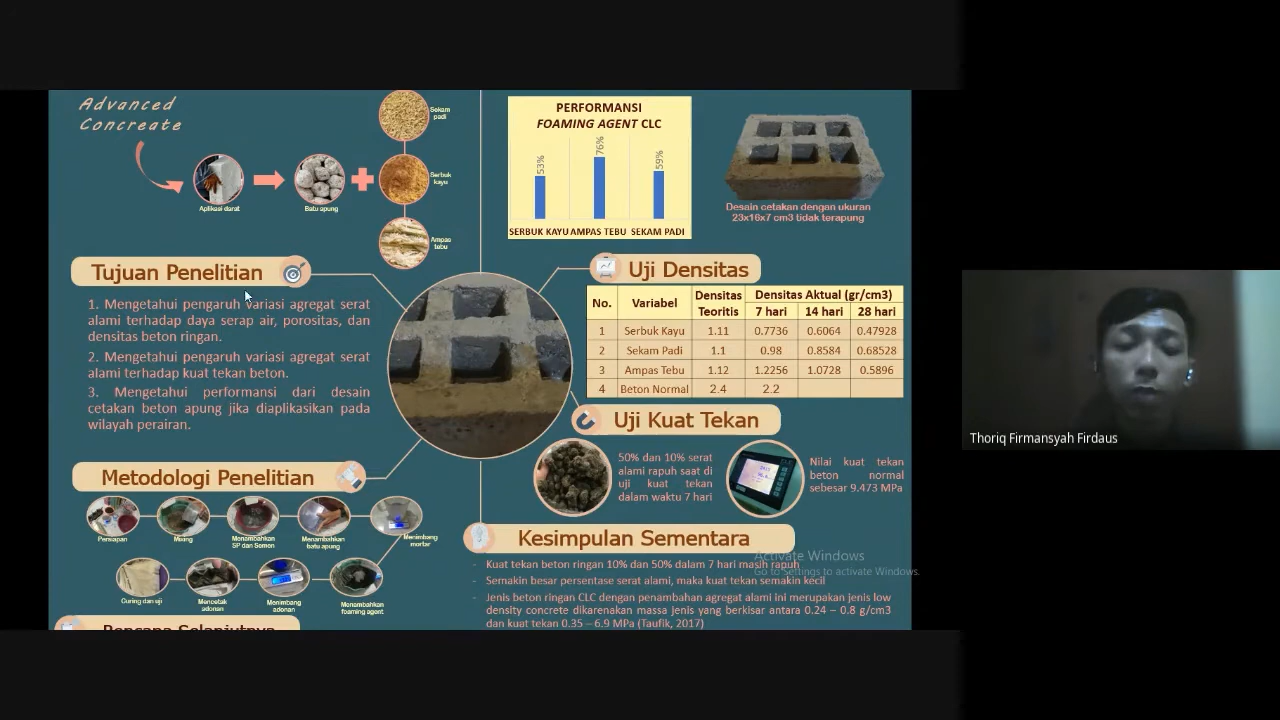 Advanced
Concreate
Sekam
padi
Serbuk
kayu
Ampas
tebu
Aplikasi darat
Batu apung
PERFORMANSI
FOAMING AGENT CLC
53%
76%
59%
SERBUK KAYU AMPAS TEBU SEKAM PADI
Desain cetakan dengan ukuran
23x16x7 cm3 tidak terapung
Tujuan Penelitian
1. Mengetahui pengaruh variasi agregat serat
alami terhadap daya serap air, porositas, dan
densitas beton ringan.
2. Mengetahui pengaruh variasi agregat serat
alami terhadap kuat tekan beton.
3. Mengetahui performansi dari desain
cetakan beton apung jika diaplikasikan pada
wilayah perairan.
Metodologi Penelitian
Persiapan
Mixing
Menambahkan
SP dan Semen
Menambahkan
batu apung
Menimbang
mortar
Curing dan uji
Mencetak
adonan
Menimbang
adonan
Menambahkan
foaming agent
Rencana Selanjutnya
Uji Densitas
No. Variabel Densitas Teoritis Densitas Aktual (gr/cm3)
7 hari 14 hari 28 hari
1 Serbuk Kayu 1.11 0.7736 0.6064 0.47928
2 Sekam Padi 1.1 0.98 0.8584 0.68528
3 Ampas Tebu 1.12 1.2256 1.0728 0.5896
4 Beton Normal 2.4 2.2
Uji Kuat Tekan
50% dan 10% serat
alami rapuh saat di
uji kuat tekan
dalam waktu 7 hari
Nilai kuat tekan
beton normal
sebesar 9.473 MPa
Kesimpulan Sementara
- Kuat tekan beton ringan 10% dan 50% dalam 7 hari masih rapuh
- Semakin besar persentase serat alami, maka kuat tekan semakin kecil
- Jenis beton ringan CLC dengan penambahan agregat alami ini merupakan jenis low
density concrete dikarenakan massa jenis yang berkisar antara 0.24 – 0.8 g/cm3
dan kuat tekan 0.35 – 6.9 MPa (Taufik, 2017)
Activate Windows
Go to Settings to activate Windows.
Thoriq Firmansyah Firdaus